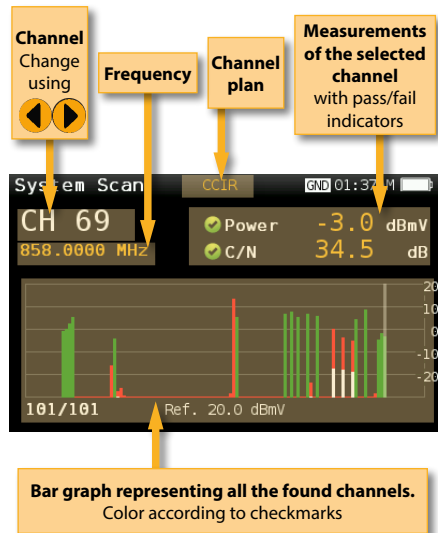 Channel
Change
using
Frequency
Channel
plan
Measurements
of the selected
channel
with pass/fail
indicators
System Scan
CCIR
GND 01:37 M
CH 69
858.0000 MHz
Power -3.0 dBmV
C/N 34.5 dB
20
10
0
-10
-20
101/101
Ref. 20.0 dBmV
Bar graph representing all the found channels.
Color according to checkmarks